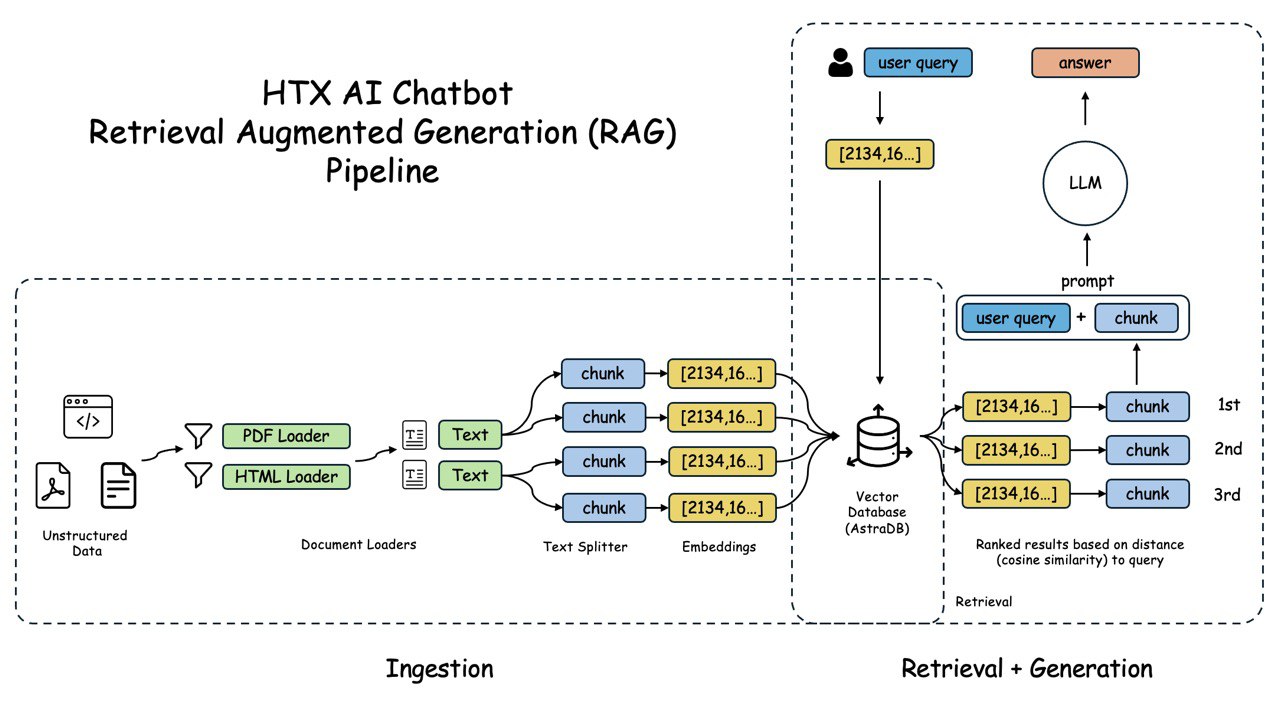 HTX AI Chatbot
Retrieval Augmented Generation (RAG)
Pipeline
user query
answer
[2134,16...]
LLM
prompt
user query + chunk
</>
Unstructured
Data
PDF Loader
HTML Loader
Document Loaders
T Text
T Text
chunk [2134,16...]
chunk [2134,16...]
chunk [2134,16...]
chunk [2134,16...]
Text Splitter
Embeddings
Vector
Database
(AstraDB)
[2134,16...] chunk 1st
[2134,16...] chunk 2nd
[2134,16...] chunk 3rd
Ranked results based on distance
(cosine similarity) to query
Retrieval
Ingestion
Retrieval + Generation